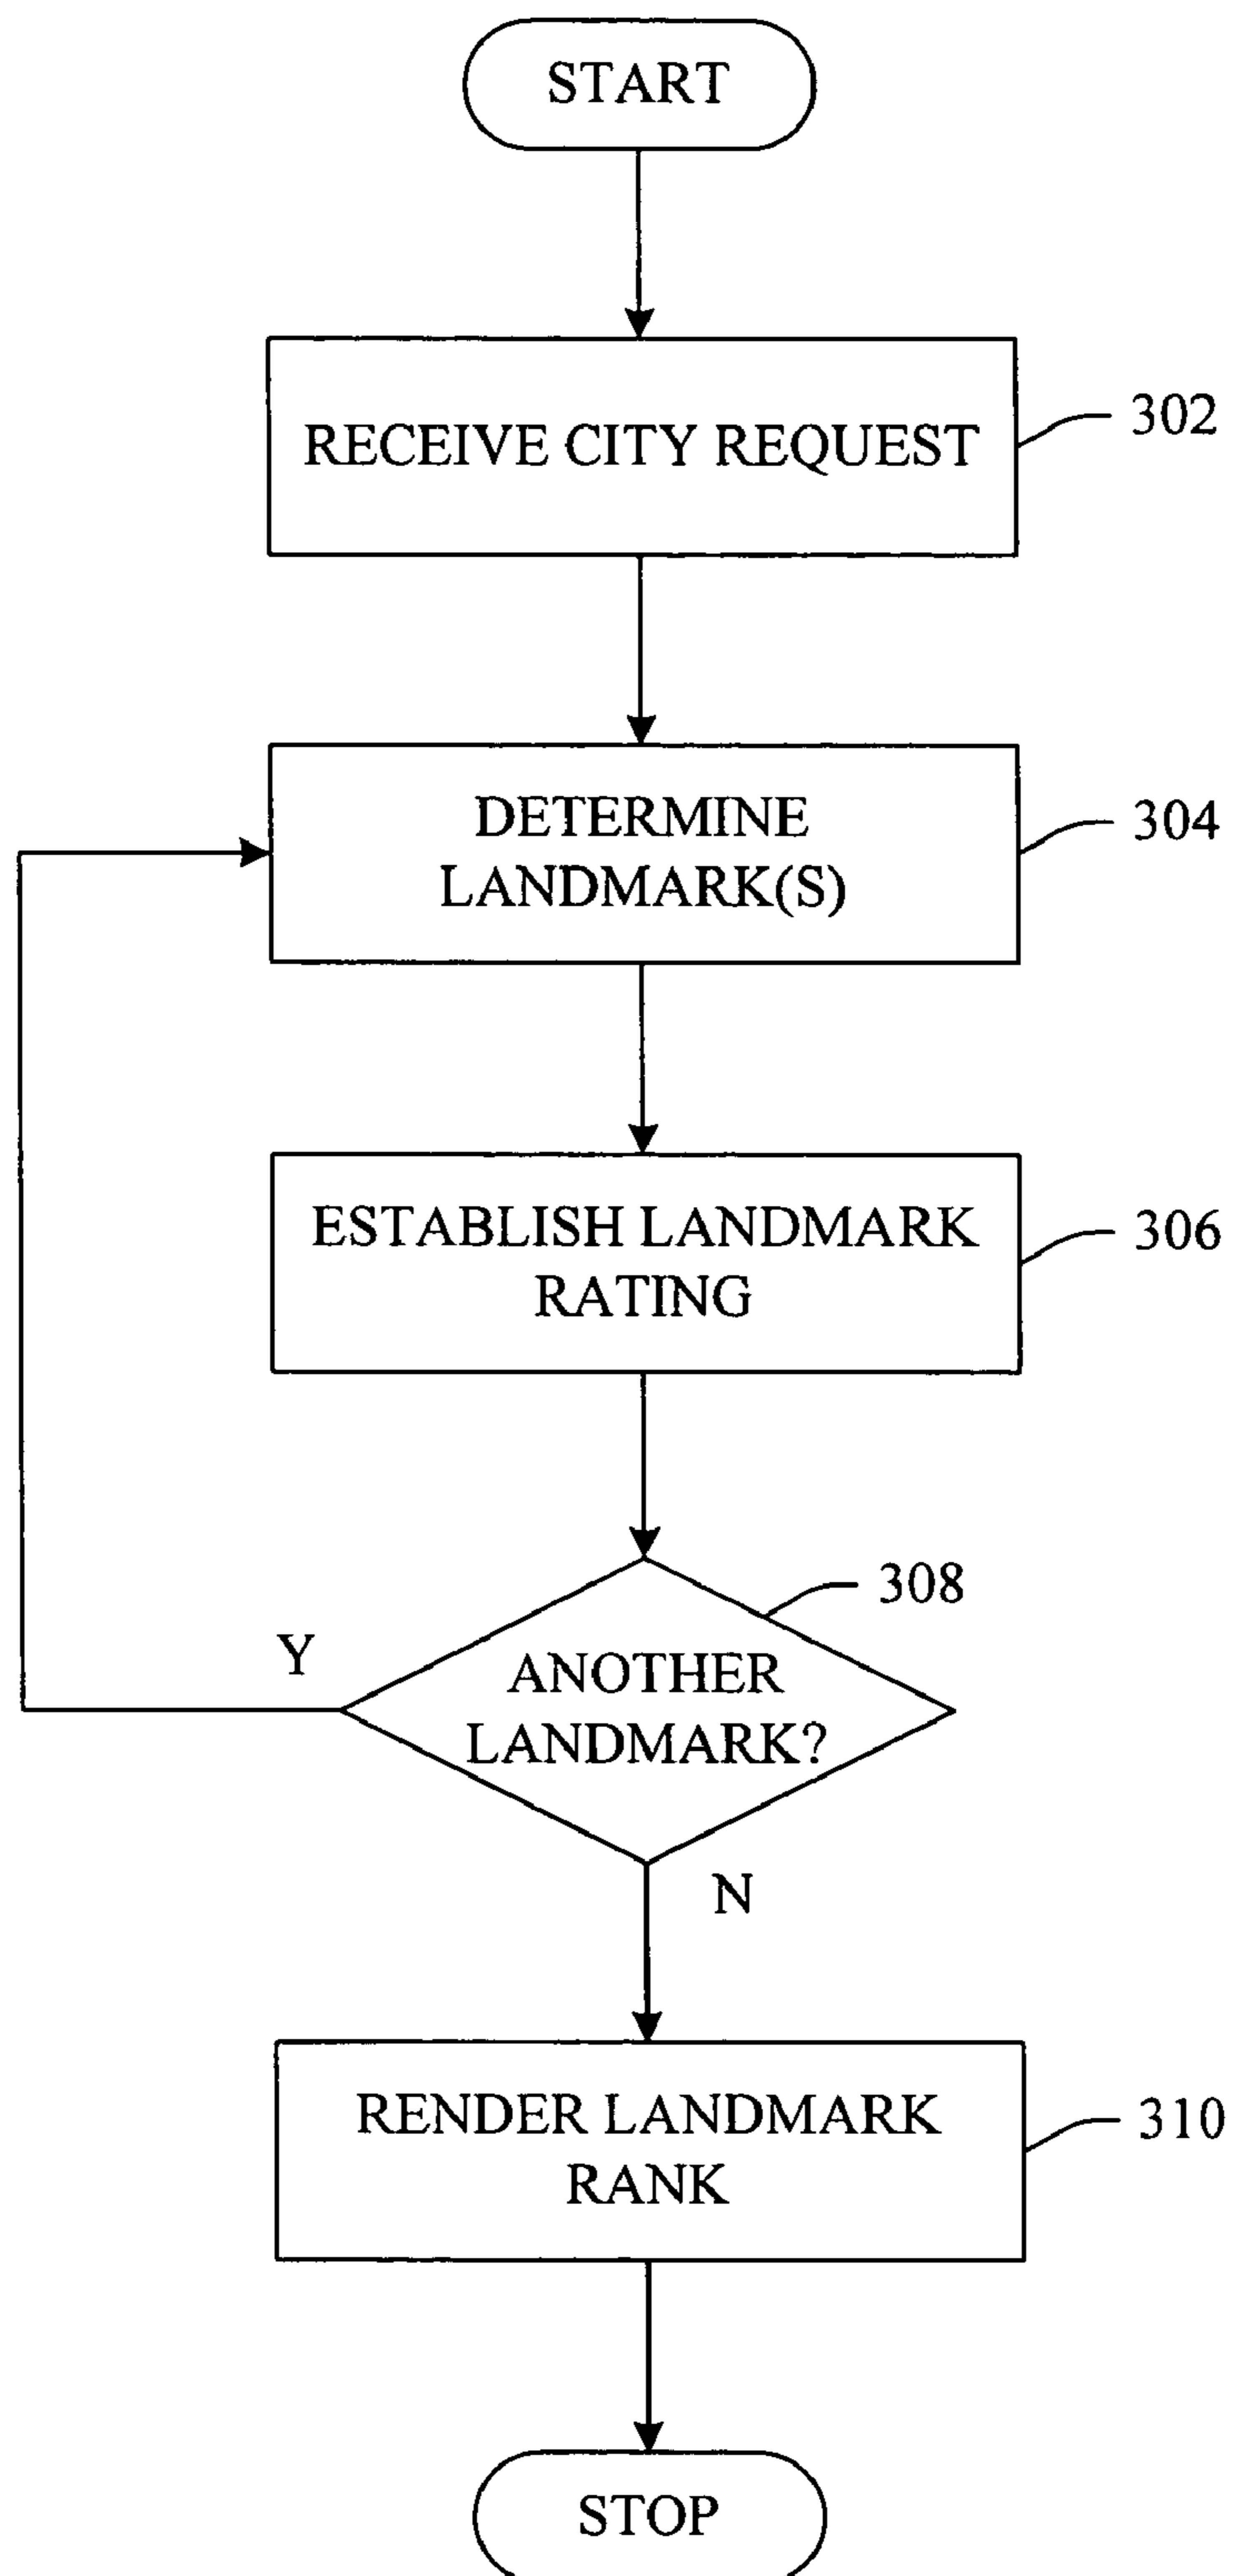 START
RECEIVE CITY REQUEST
302
DETERMINE
LANDMARK(S)
304
ESTABLISH LANDMARK
RATING
306
308
Y
ANOTHER
LANDMARK?
N
RENDER LANDMARK
RANK
310
STOP